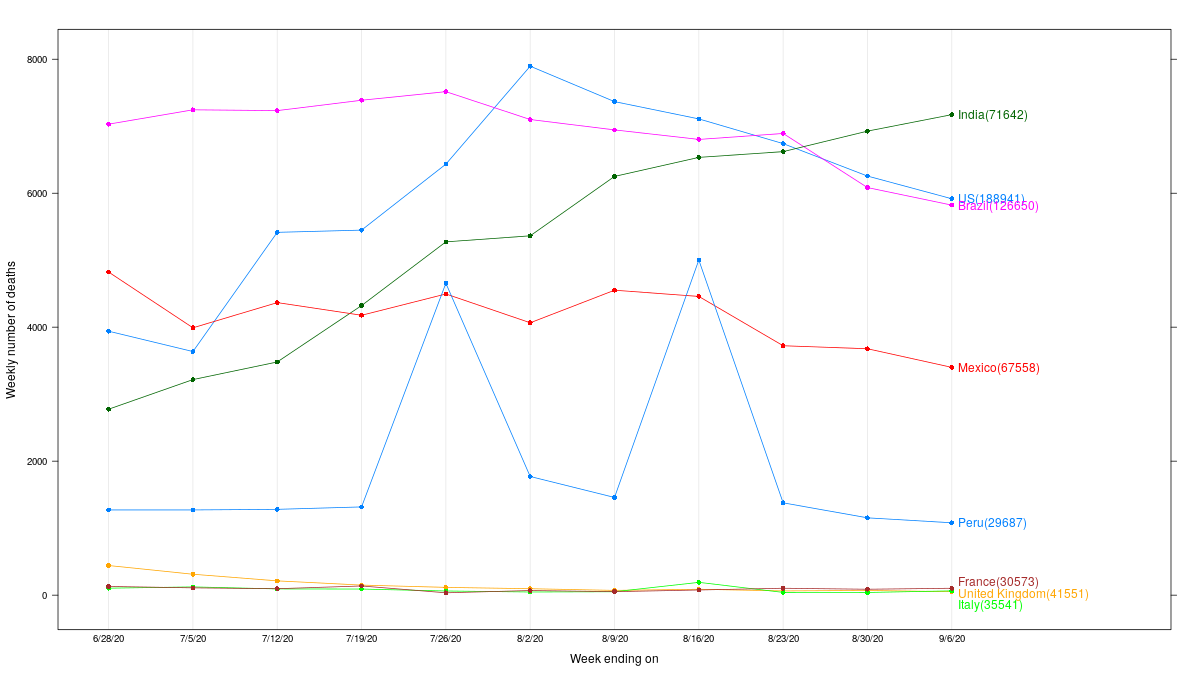 8000
6000
4000
2000
0
Weekly number of deaths
India(71642)
US(188941)
Brazil(126650)
Mexico(67558)
Peru(29687)
France(30573)
United Kingdom(41551)
Italy(35541)
6/28/20 7/5/20 7/12/20 7/19/20 7/26/20 8/2/20 8/9/20 8/16/20 8/23/20 8/30/20 9/6/20
Week ending on